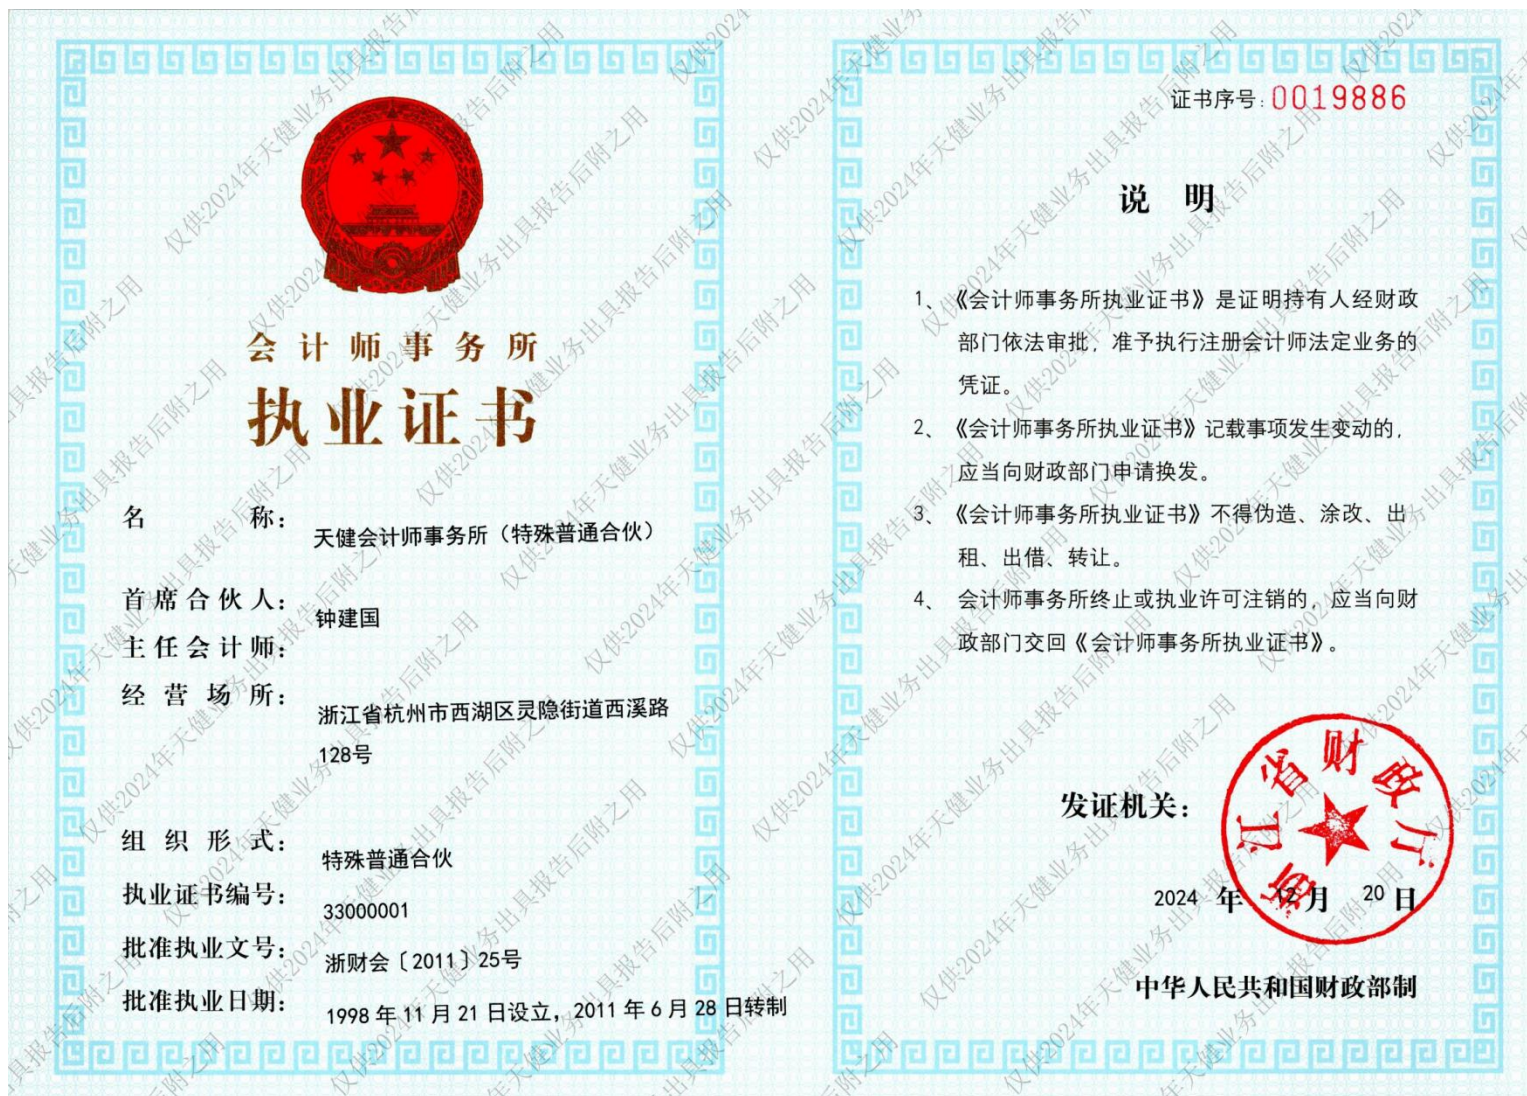 会计师事务所
执业证书
名称：天健会计师事务所（特殊普通合伙）
首席合伙人：钟建国
主任会计师：
经营场所：浙江省杭州市西湖区灵隐街道西溪路
128号
组织形式：特殊普通合伙
执业证书编号：33000001
批准执业文号：浙财会〔2011〕25号
批准执业日期：1998年11月21日设立，2011年6月28日转制
证书序号：0019886
说明
1、《会计师事务所执业证书》是证明持有人经财政
部门依法审批，准予执行注册会计师法定业务的
凭证。
2、《会计师事务所执业证书》记载事项发生变动的，
应当向财政部门申请换发。
3、《会计师事务所执业证书》不得伪造、涂改、出
租、出借、转让。
4、会计师事务所终止或执业许可注销的，应当向财
政部门交回《会计师事务所执业证书》。
发证机关：
浙江省财政厅
2024年12月20日
中华人民共和国财政部制
仅供2024年天健业务出具报告后附之用